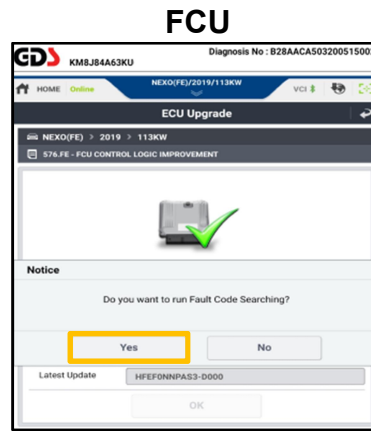 FCU
GDS KM8J84A63KU Diagnosis No : B28AACA50320051500
HOME Online NEXO(FE)/2019/113KW VCI
ECU Upgrade
NEXO(FE) > 2019 > 113KW
576.FE - FCU CONTROL LOGIC IMPROVEMENT
Notice
Do you want to run Fault Code Searching?
Yes No
Latest Update HFEF0NNPAS3-D000
OK